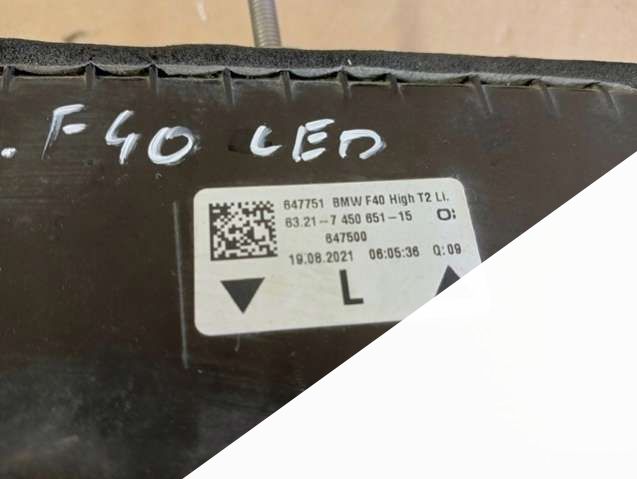 . F40 LED
647751 BMW F40 High T2 Li.
63.21-7 450 651-15 O:
647500
19.08.2021 06:05:36 Q:09
L